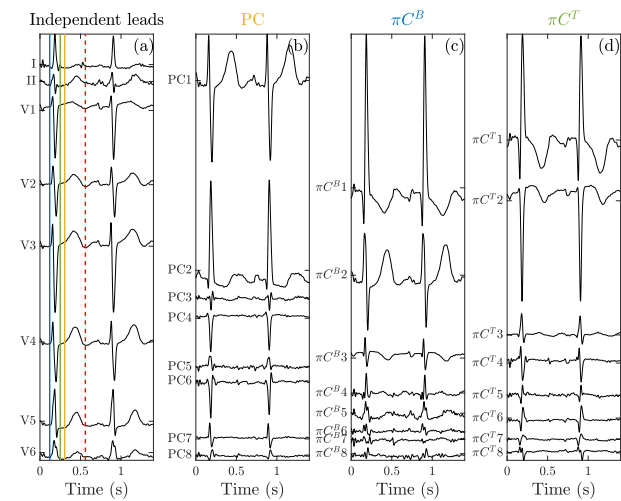 Independent leads
PC
πC^B
πC^T
(a)
(b)
(c)
(d)
I
II
V1
V2
V3
V4
V5
V6
0
0.5
1
Time (s)
PC1
PC2
PC3
PC4
PC5
PC6
PC7
PC8
0
0.5
1
Time (s)
πC^B1
πC^B2
πC^B3
πC^B4
πC^B5
πC^B6
πC^B7
πC^B8
0
0.5
1
Time (s)
πC^T1
πC^T2
πC^T3
πC^T4
πC^T5
πC^T6
πC^T7
πC^T8
0
0.5
1
Time (s)